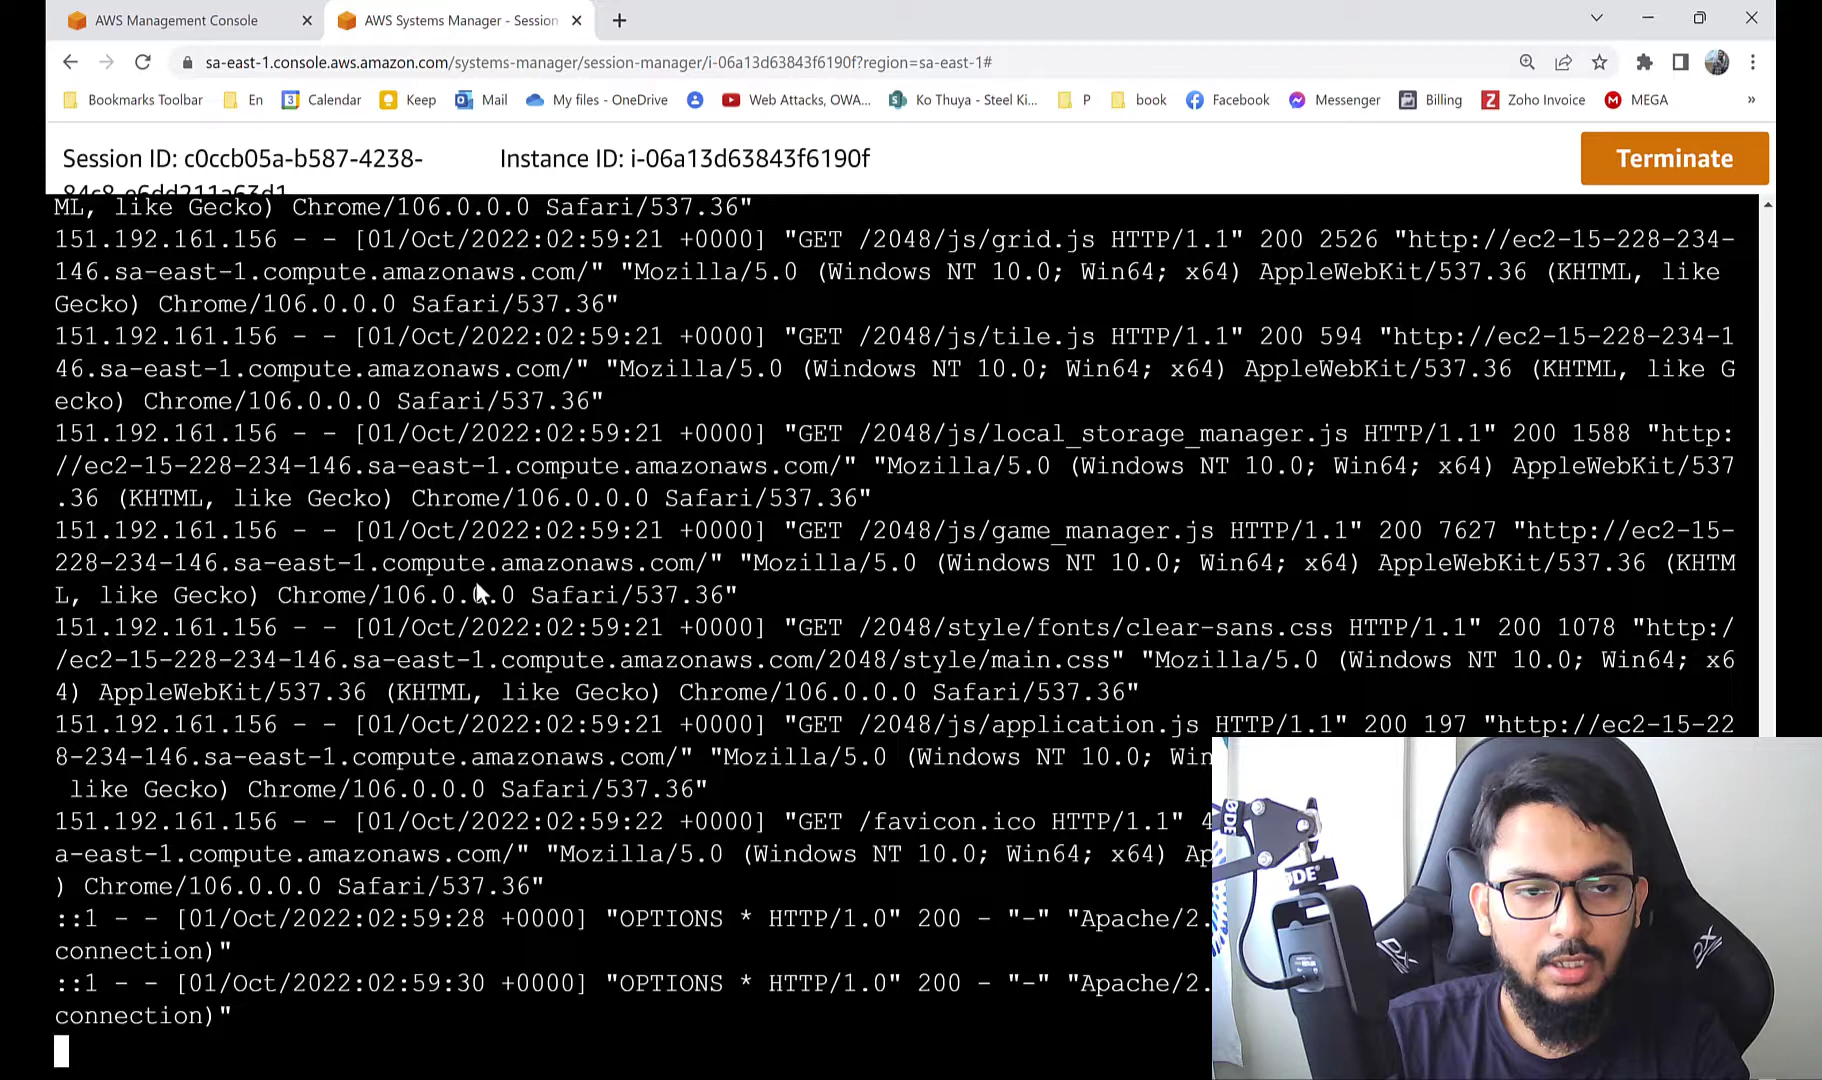 AWS Management Console
AWS Systems Manager - Session
sa-east-1.console.aws.amazon.com/systems-manager/session-manager/i-06a13d63843f6190f?region=sa-east-1#
Bookmarks Toolbar En Calendar Keep Mail My files - OneDrive Web Attacks, OWA... Ko Thuya - Steel Ki... P book Facebook Messenger Billing Zoho Invoice MEGA »
Session ID: c0ccb05a-b587-4238-
84c8-e6dd211a63d1
Instance ID: i-06a13d63843f6190f
Terminate
ML, like Gecko) Chrome/106.0.0.0 Safari/537.36"
151.192.161.156 - - [01/Oct/2022:02:59:21 +0000] "GET /2048/js/grid.js HTTP/1.1" 200 2526 "http://ec2-15-228-234-
146.sa-east-1.compute.amazonaws.com/" "Mozilla/5.0 (Windows NT 10.0; Win64; x64) AppleWebKit/537.36 (KHTML, like
Gecko) Chrome/106.0.0.0 Safari/537.36"
151.192.161.156 - - [01/Oct/2022:02:59:21 +0000] "GET /2048/js/tile.js HTTP/1.1" 200 594 "http://ec2-15-228-234-1
46.sa-east-1.compute.amazonaws.com/" "Mozilla/5.0 (Windows NT 10.0; Win64; x64) AppleWebKit/537.36 (KHTML, like G
ecko) Chrome/106.0.0.0 Safari/537.36"
151.192.161.156 - - [01/Oct/2022:02:59:21 +0000] "GET /2048/js/local_storage_manager.js HTTP/1.1" 200 1588 "http:
//ec2-15-228-234-146.sa-east-1.compute.amazonaws.com/" "Mozilla/5.0 (Windows NT 10.0; Win64; x64) AppleWebKit/537
.36 (KHTML, like Gecko) Chrome/106.0.0.0 Safari/537.36"
151.192.161.156 - - [01/Oct/2022:02:59:21 +0000] "GET /2048/js/game_manager.js HTTP/1.1" 200 7627 "http://ec2-15-
228-234-146.sa-east-1.compute.amazonaws.com/" "Mozilla/5.0 (Windows NT 10.0; Win64; x64) AppleWebKit/537.36 (KHTM
L, like Gecko) Chrome/106.0.0.0 Safari/537.36"
151.192.161.156 - - [01/Oct/2022:02:59:21 +0000] "GET /2048/style/fonts/clear-sans.css HTTP/1.1" 200 1078 "http:/
/ec2-15-228-234-146.sa-east-1.compute.amazonaws.com/2048/style/main.css" "Mozilla/5.0 (Windows NT 10.0; Win64; x6
4) AppleWebKit/537.36 (KHTML, like Gecko) Chrome/106.0.0.0 Safari/537.36"
151.192.161.156 - - [01/Oct/2022:02:59:21 +0000] "GET /2048/js/application.js HTTP/1.1" 200 197 "http://ec2-15-22
8-234-146.sa-east-1.compute.amazonaws.com/" "Mozilla/5.0 (Windows NT 10.0; Win
like Gecko) Chrome/106.0.0.0 Safari/537.36"
151.192.161.156 - - [01/Oct/2022:02:59:22 +0000] "GET /favicon.ico HTTP/1.1" 4
a-east-1.compute.amazonaws.com/" "Mozilla/5.0 (Windows NT 10.0; Win64; x64) Ap
) Chrome/106.0.0.0 Safari/537.36"
::1 - - [01/Oct/2022:02:59:28 +0000] "OPTIONS * HTTP/1.0" 200 - "-" "Apache/2.
connection)"
::1 - - [01/Oct/2022:02:59:30 +0000] "OPTIONS * HTTP/1.0" 200 - "-" "Apache/2.
connection)"